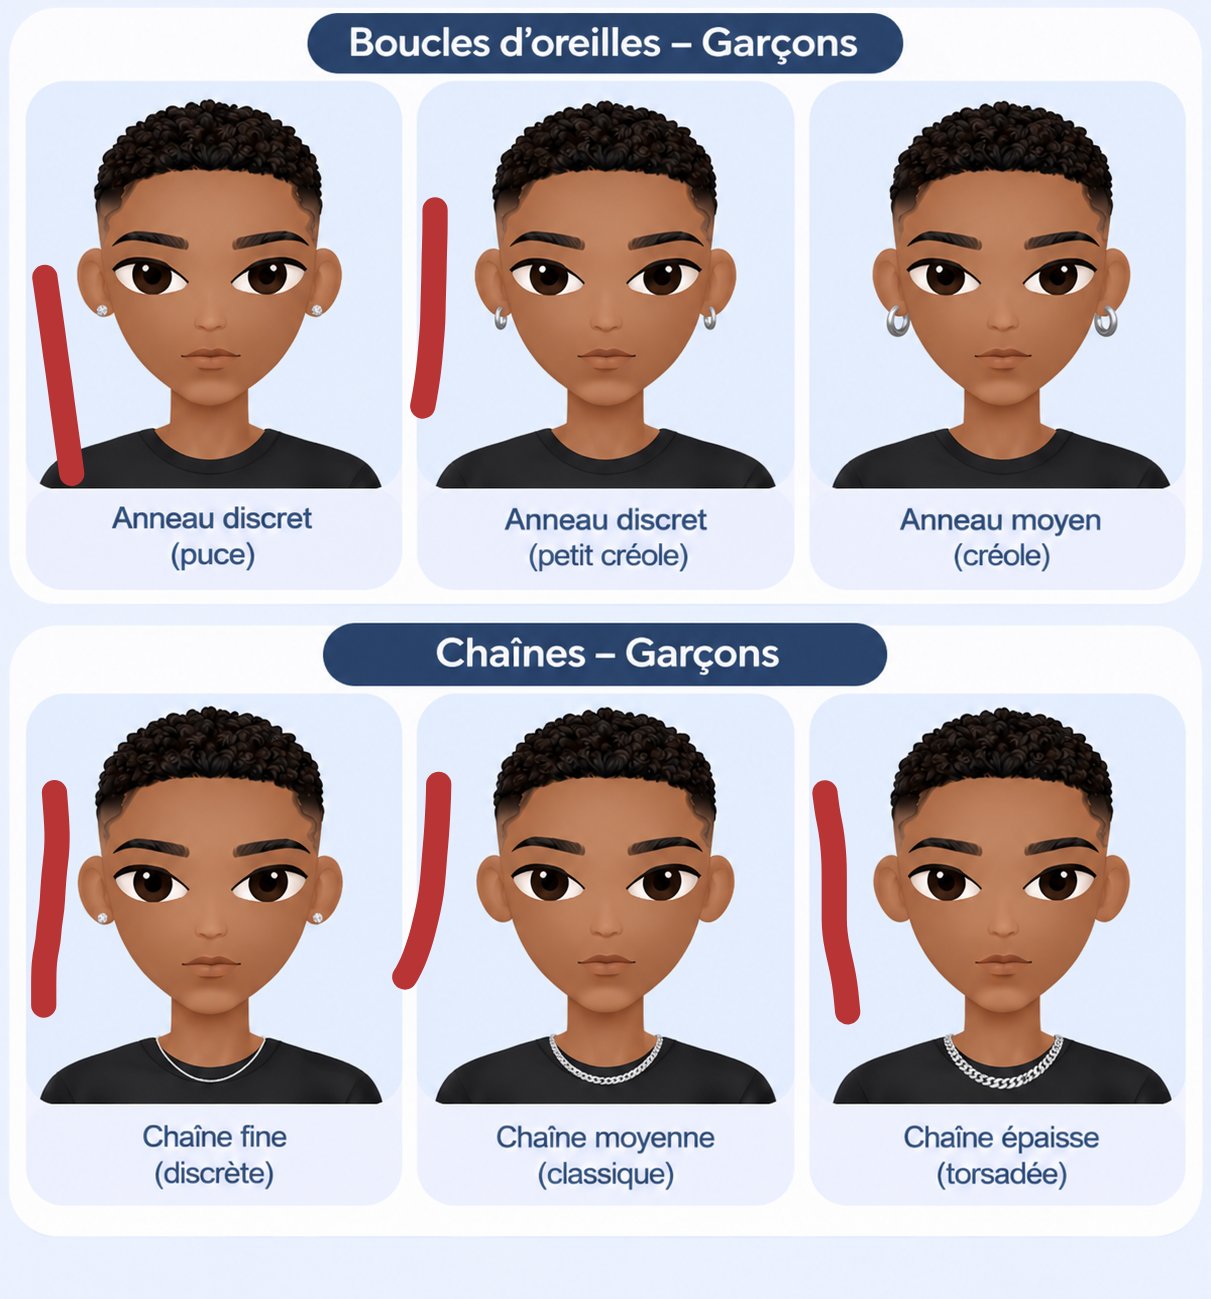 Boucles d'oreilles – Garçons
Anneau discret
(puce)
Anneau discret
(petit créole)
Anneau moyen
(créole)
Chaînes – Garçons
Chaîne fine
(discrète)
Chaîne moyenne
(classique)
Chaîne épaisse
(torsadée)